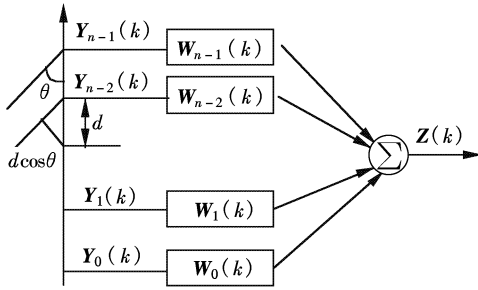 Y_{n-1}(k) W_{n-1}(k)
θ
Y_{n-2}(k) W_{n-2}(k)
d
Z(k)
Σ
dcosθ
Y_1(k) W_1(k)
Y_0(k) W_0(k)